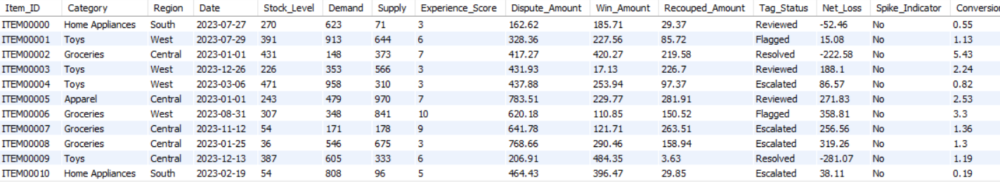 Item_ID Category Region Date Stock_Level Demand Supply Experience_Score Dispute_Amount Win_Amount Recouped_Amount Tag_Status Net_Loss Spike_Indicator Conversion
ITEM00000 Home Appliances South 2023-07-27 270 623 71 3 162.62 185.71 29.37 Reviewed -52.46 No 0.55
ITEM00001 Toys West 2023-07-29 391 913 644 6 328.36 227.56 85.72 Flagged 15.08 No 1.13
ITEM00002 Groceries Central 2023-01-01 431 148 373 7 417.27 420.27 219.58 Resolved -222.58 No 5.43
ITEM00003 Toys West 2023-12-26 226 353 566 3 431.93 17.13 226.7 Reviewed 188.1 No 2.24
ITEM00004 Toys West 2023-03-06 471 958 310 3 437.88 253.94 97.37 Escalated 86.57 No 0.82
ITEM00005 Apparel Central 2023-01-01 243 479 970 7 783.51 229.77 281.91 Reviewed 271.83 No 2.53
ITEM00006 Groceries West 2023-08-31 307 348 841 10 620.18 110.85 150.52 Flagged 358.81 No 3.3
ITEM00007 Groceries Central 2023-11-12 54 171 178 9 641.78 121.71 263.51 Escalated 256.56 No 1.36
ITEM00008 Groceries Central 2023-01-25 36 546 675 3 768.66 290.46 158.94 Escalated 319.26 No 1.3
ITEM00009 Toys Central 2023-12-13 387 605 333 6 206.91 484.35 3.63 Resolved -281.07 No 1.19
ITEM00010 Home Appliances South 2023-02-19 54 808 96 5 464.43 396.47 29.85 Escalated 38.11 No 0.19